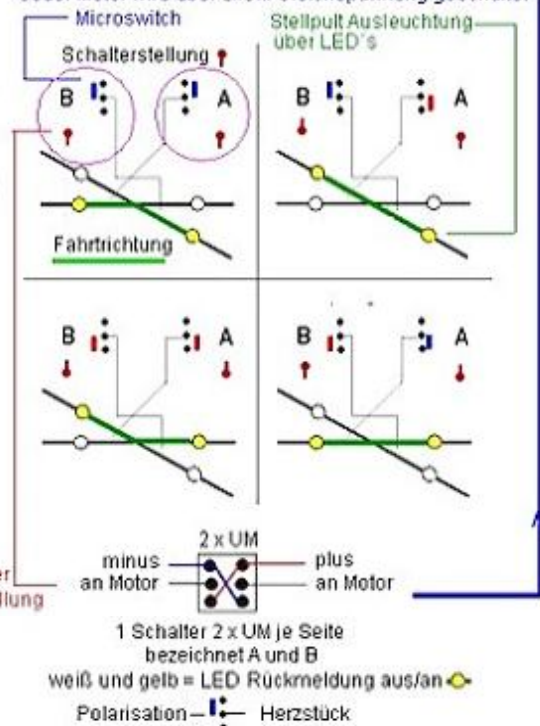 Microswitch
Stellpult Ausleuchtung
über LED's
Schalterstellung
B
A
B
A
Fahrtrichtung
B
A
B
A
2 x UM
minus
plus
an Motor
an Motor
1 Schalter 2 x UM je Seite
bezeichnet A und B
weiß und gelb = LED Rückmeldung aus/an
Polarisation
Herzstück